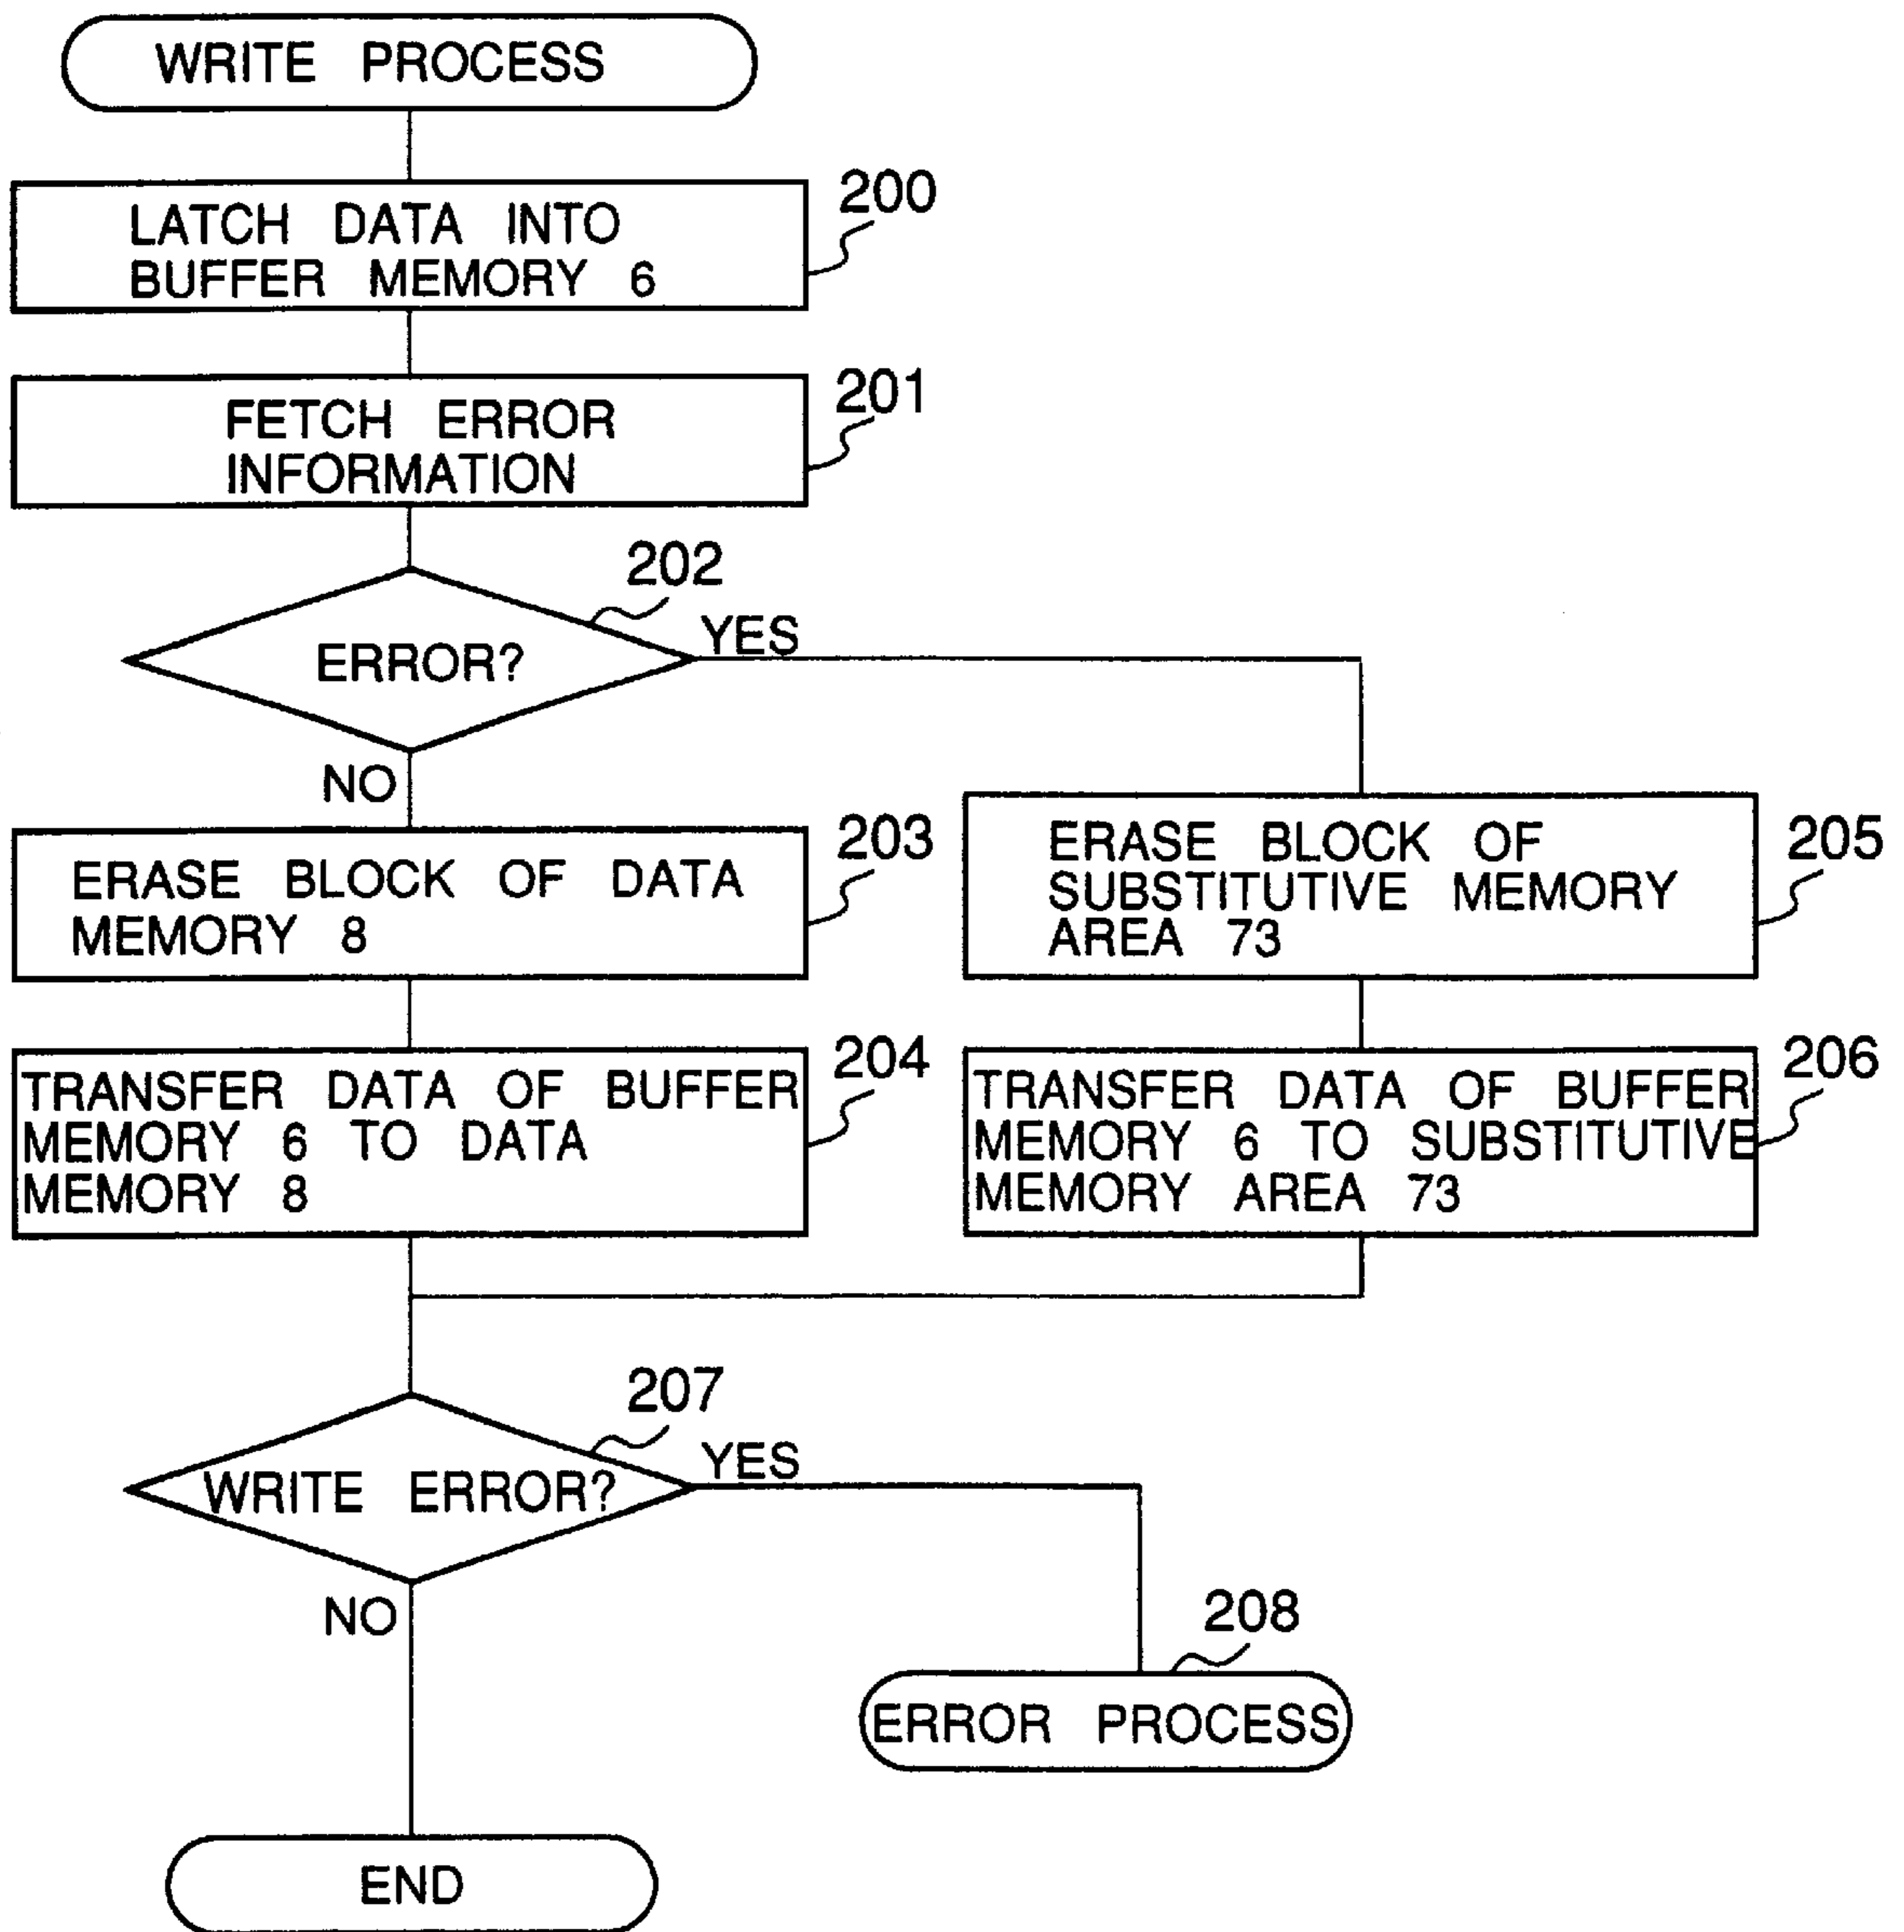 WRITE PROCESS
200
LATCH DATA INTO
BUFFER MEMORY 6
201
FETCH ERROR
INFORMATION
202
ERROR?
YES
NO
203
ERASE BLOCK OF DATA
MEMORY 8
205
ERASE BLOCK OF
SUBSTITUTIVE MEMORY
AREA 73
204
TRANSFER DATA OF BUFFER
MEMORY 6 TO DATA
MEMORY 8
206
TRANSFER DATA OF BUFFER
MEMORY 6 TO SUBSTITUTIVE
MEMORY AREA 73
207
WRITE ERROR?
YES
NO
208
ERROR PROCESS
END